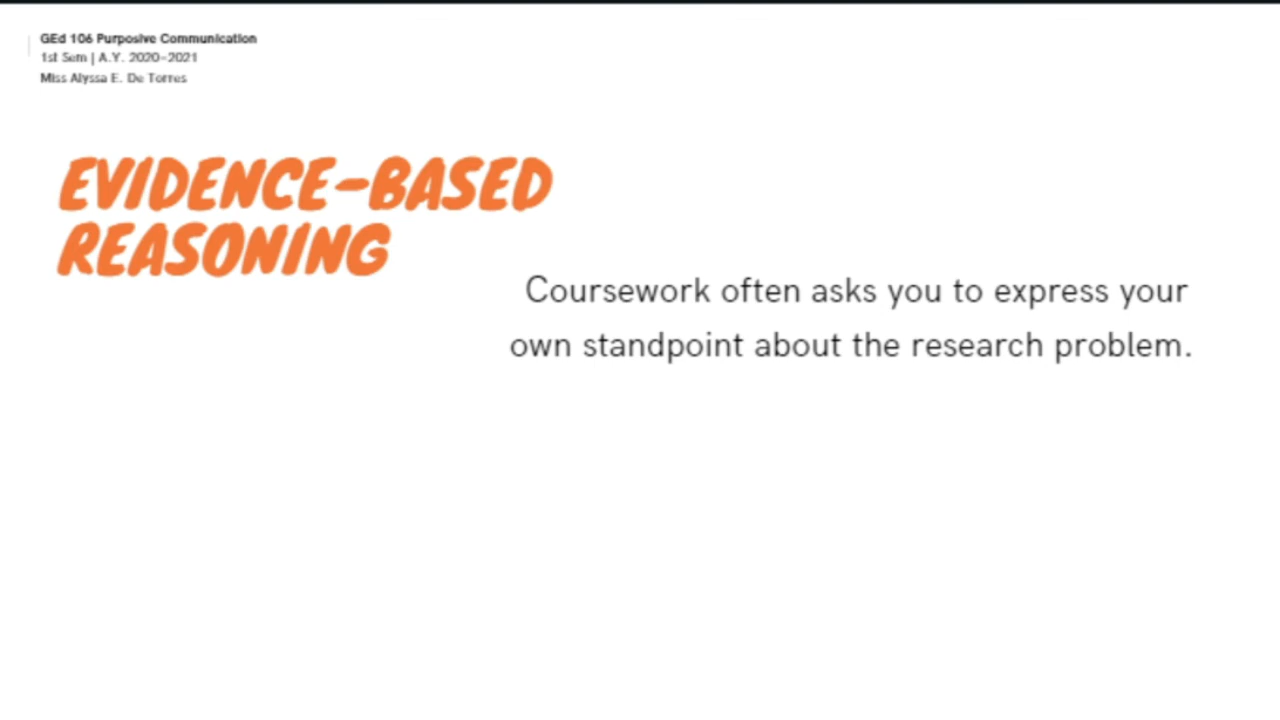 GEd 106 Purposive Communication
1st Sem | A.Y. 2020-2021
Miss Alyssa E. De Torres
EVIDENCE-BASED
REASONING
Coursework often asks you to express your
own standpoint about the research problem.